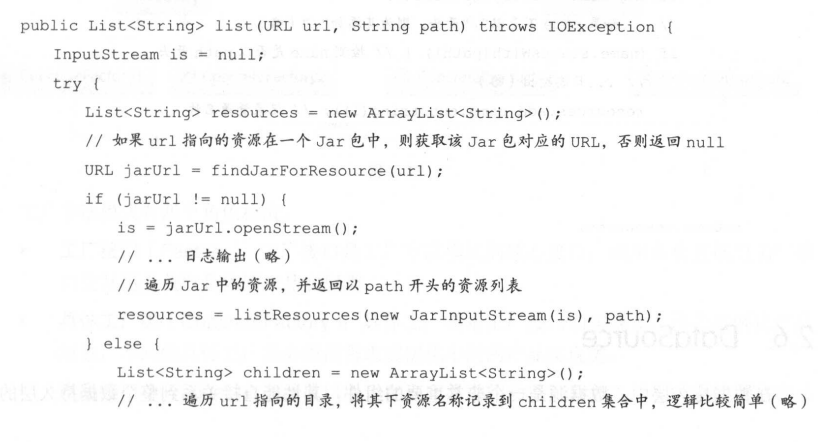 public List<String> list(URL url, String path) throws IOException {
InputStream is = null;
try {
List<String> resources = new ArrayList<String>();
// 如果 url 指向的资源在一个 Jar 包中，则获取该 Jar 包对应的 URL，否则返回 null
URL jarUrl = findJarForResource(url);
if (jarUrl != null) {
is = jarUrl.openStream();
// ... 日志输出（略）
// 遍历 Jar 中的资源，并返回以 path 开头的资源列表
resources = listResources(new JarInputStream(is), path);
} else {
List<String> children = new ArrayList<String>();
// ... 遍历 url 指向的目录，将其下资源名称记录到 children 集合中，逻辑比较简单（略）
2.6 DataSource